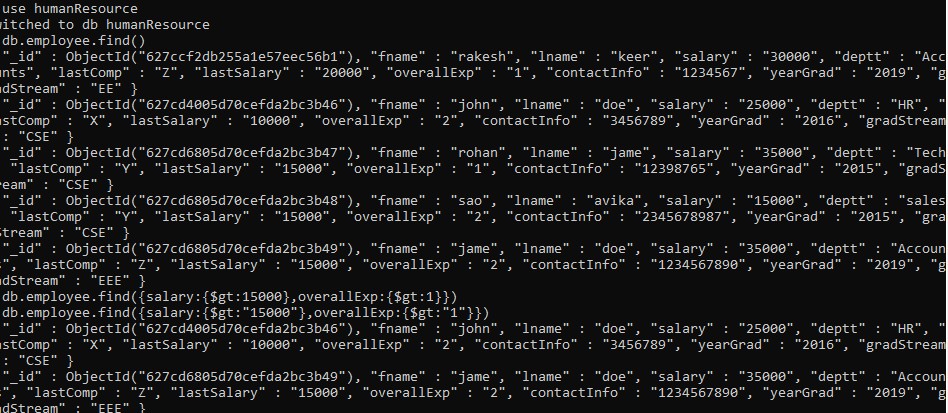 use humanResource
witched to db humanResource
db.employee.find()
"_id" : ObjectId("627ccf2db255a1e57eec56b1"), "fname" : "rakesh", "lname" : "keer", "salary" : "30000", "deptt" : "Acc
unts", "lastComp" : "Z", "lastSalary" : "20000", "overallExp" : "1", "contactInfo" : "1234567", "yearGrad" : "2019", "g
adStream" : "EE" }
"_id" : ObjectId("627cd4005d70cefda2bc3b46"), "fname" : "john", "lname" : "doe", "salary" : "25000", "deptt" : "HR", "
astComp" : "X", "lastSalary" : "10000", "overallExp" : "2", "contactInfo" : "3456789", "yearGrad" : "2016", "gradStream
: "CSE" }
"_id" : ObjectId("627cd6805d70cefda2bc3b47"), "fname" : "rohan", "lname" : "jame", "salary" : "35000", "deptt" : "Tech
"lastComp" : "Y", "lastSalary" : "15000", "overallExp" : "1", "contactInfo" : "12398765", "yearGrad" : "2015", "gradS
ream" : "CSE" }
"_id" : ObjectId("627cd6805d70cefda2bc3b48"), "fname" : "sao", "lname" : "avika", "salary" : "15000", "deptt" : "sales
"lastComp" : "Y", "lastSalary" : "15000", "overallExp" : "2", "contactInfo" : "2345678987", "yearGrad" : "2015", "gra
Stream" : "CSE" }
"_id" : ObjectId("627cd6805d70cefda2bc3b49"), "fname" : "jame", "lname" : "doe", "salary" : "35000", "deptt" : "Accoun
", "lastComp" : "Z", "lastSalary" : "15000", "overallExp" : "2", "contactInfo" : "1234567890", "yearGrad" : "2019", "g
adStream" : "EEE" }
db.employee.find({salary:{$gt:15000},overallExp:{$gt:1}})
db.employee.find({salary:{$gt:"15000"},overallExp:{$gt:"1"}})
"_id" : ObjectId("627cd4005d70cefda2bc3b46"), "fname" : "john", "lname" : "doe", "salary" : "25000", "deptt" : "HR", "
astComp" : "X", "lastSalary" : "10000", "overallExp" : "2", "contactInfo" : "3456789", "yearGrad" : "2016", "gradStream
: "CSE" }
"_id" : ObjectId("627cd6805d70cefda2bc3b49"), "fname" : "jame", "lname" : "doe", "salary" : "35000", "deptt" : "Accoun
", "lastComp" : "Z", "lastSalary" : "15000", "overallExp" : "2", "contactInfo" : "1234567890", "yearGrad" : "2019", "g
adStream" : "EEE" }